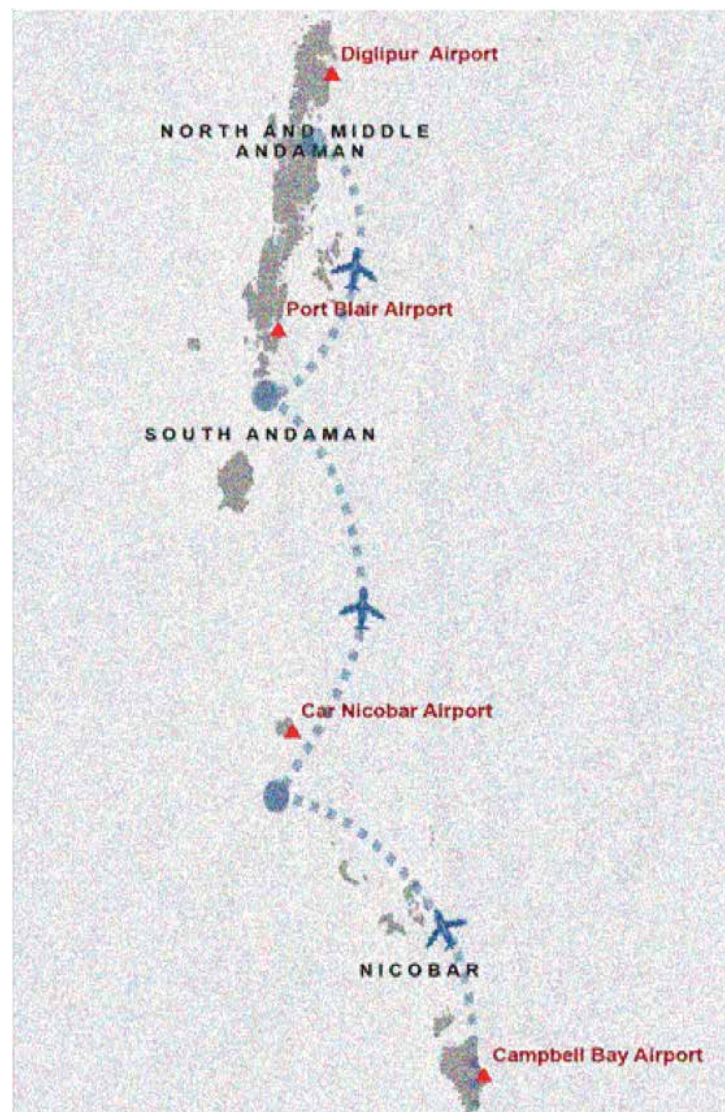 Diglipur Airport
NORTH AND MIDDLE
ANDAMAN
Port Blair Airport
SOUTH ANDAMAN
Car Nicobar Airport
NICOBAR
Campbell Bay Airport